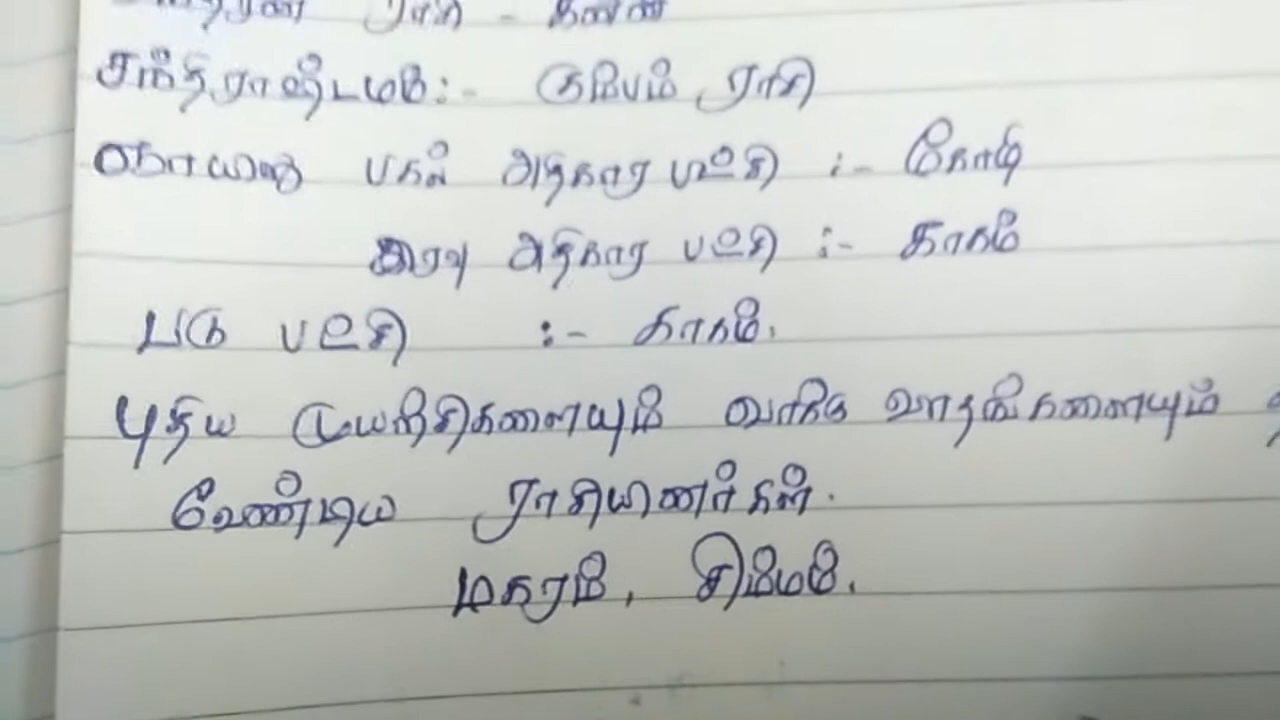 ராசி - கன்னி
சந்திராஷ்டமம்:- கும்பம் ராசி
பகல் அதிகார பட்சி :- கோழி
இரவு அதிகார பட்சி :- காகம்
படு பட்சி :- காகம்.
புதிய முயற்சிகளையும் வாக்கு வாதங்களையும்
வேண்டிய ராசியினர்கள்.
மகரம், சிம்மம்.